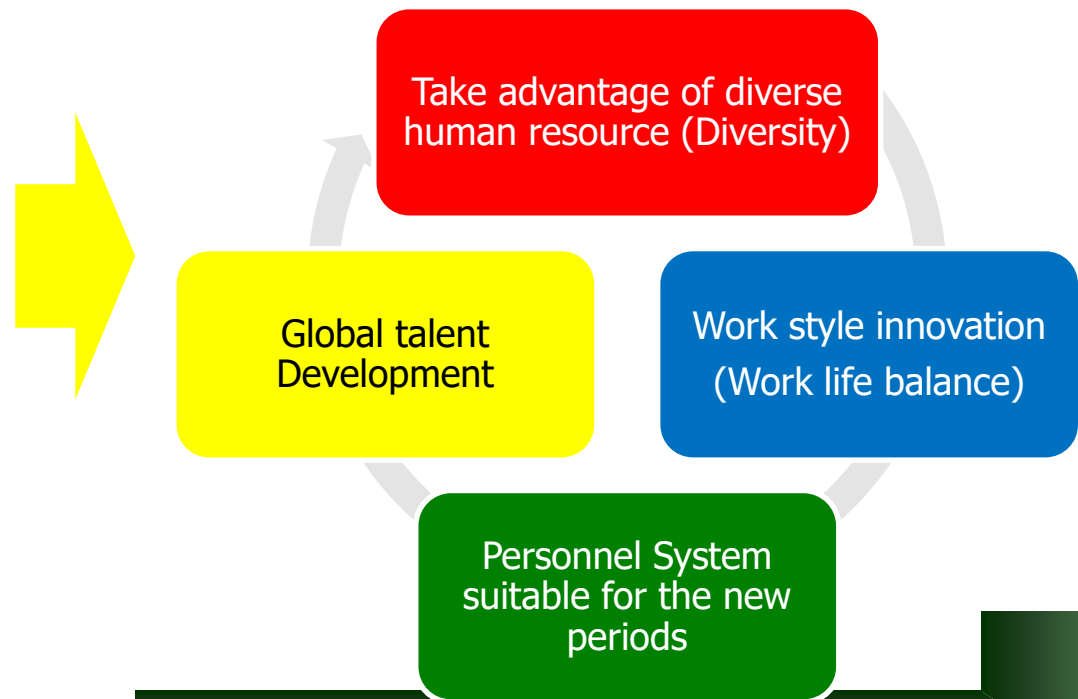 Take advantage of diverse
human resource (Diversity)
Global talent
Development
Work style innovation
(Work life balance)
Personnel System
suitable for the new
periods